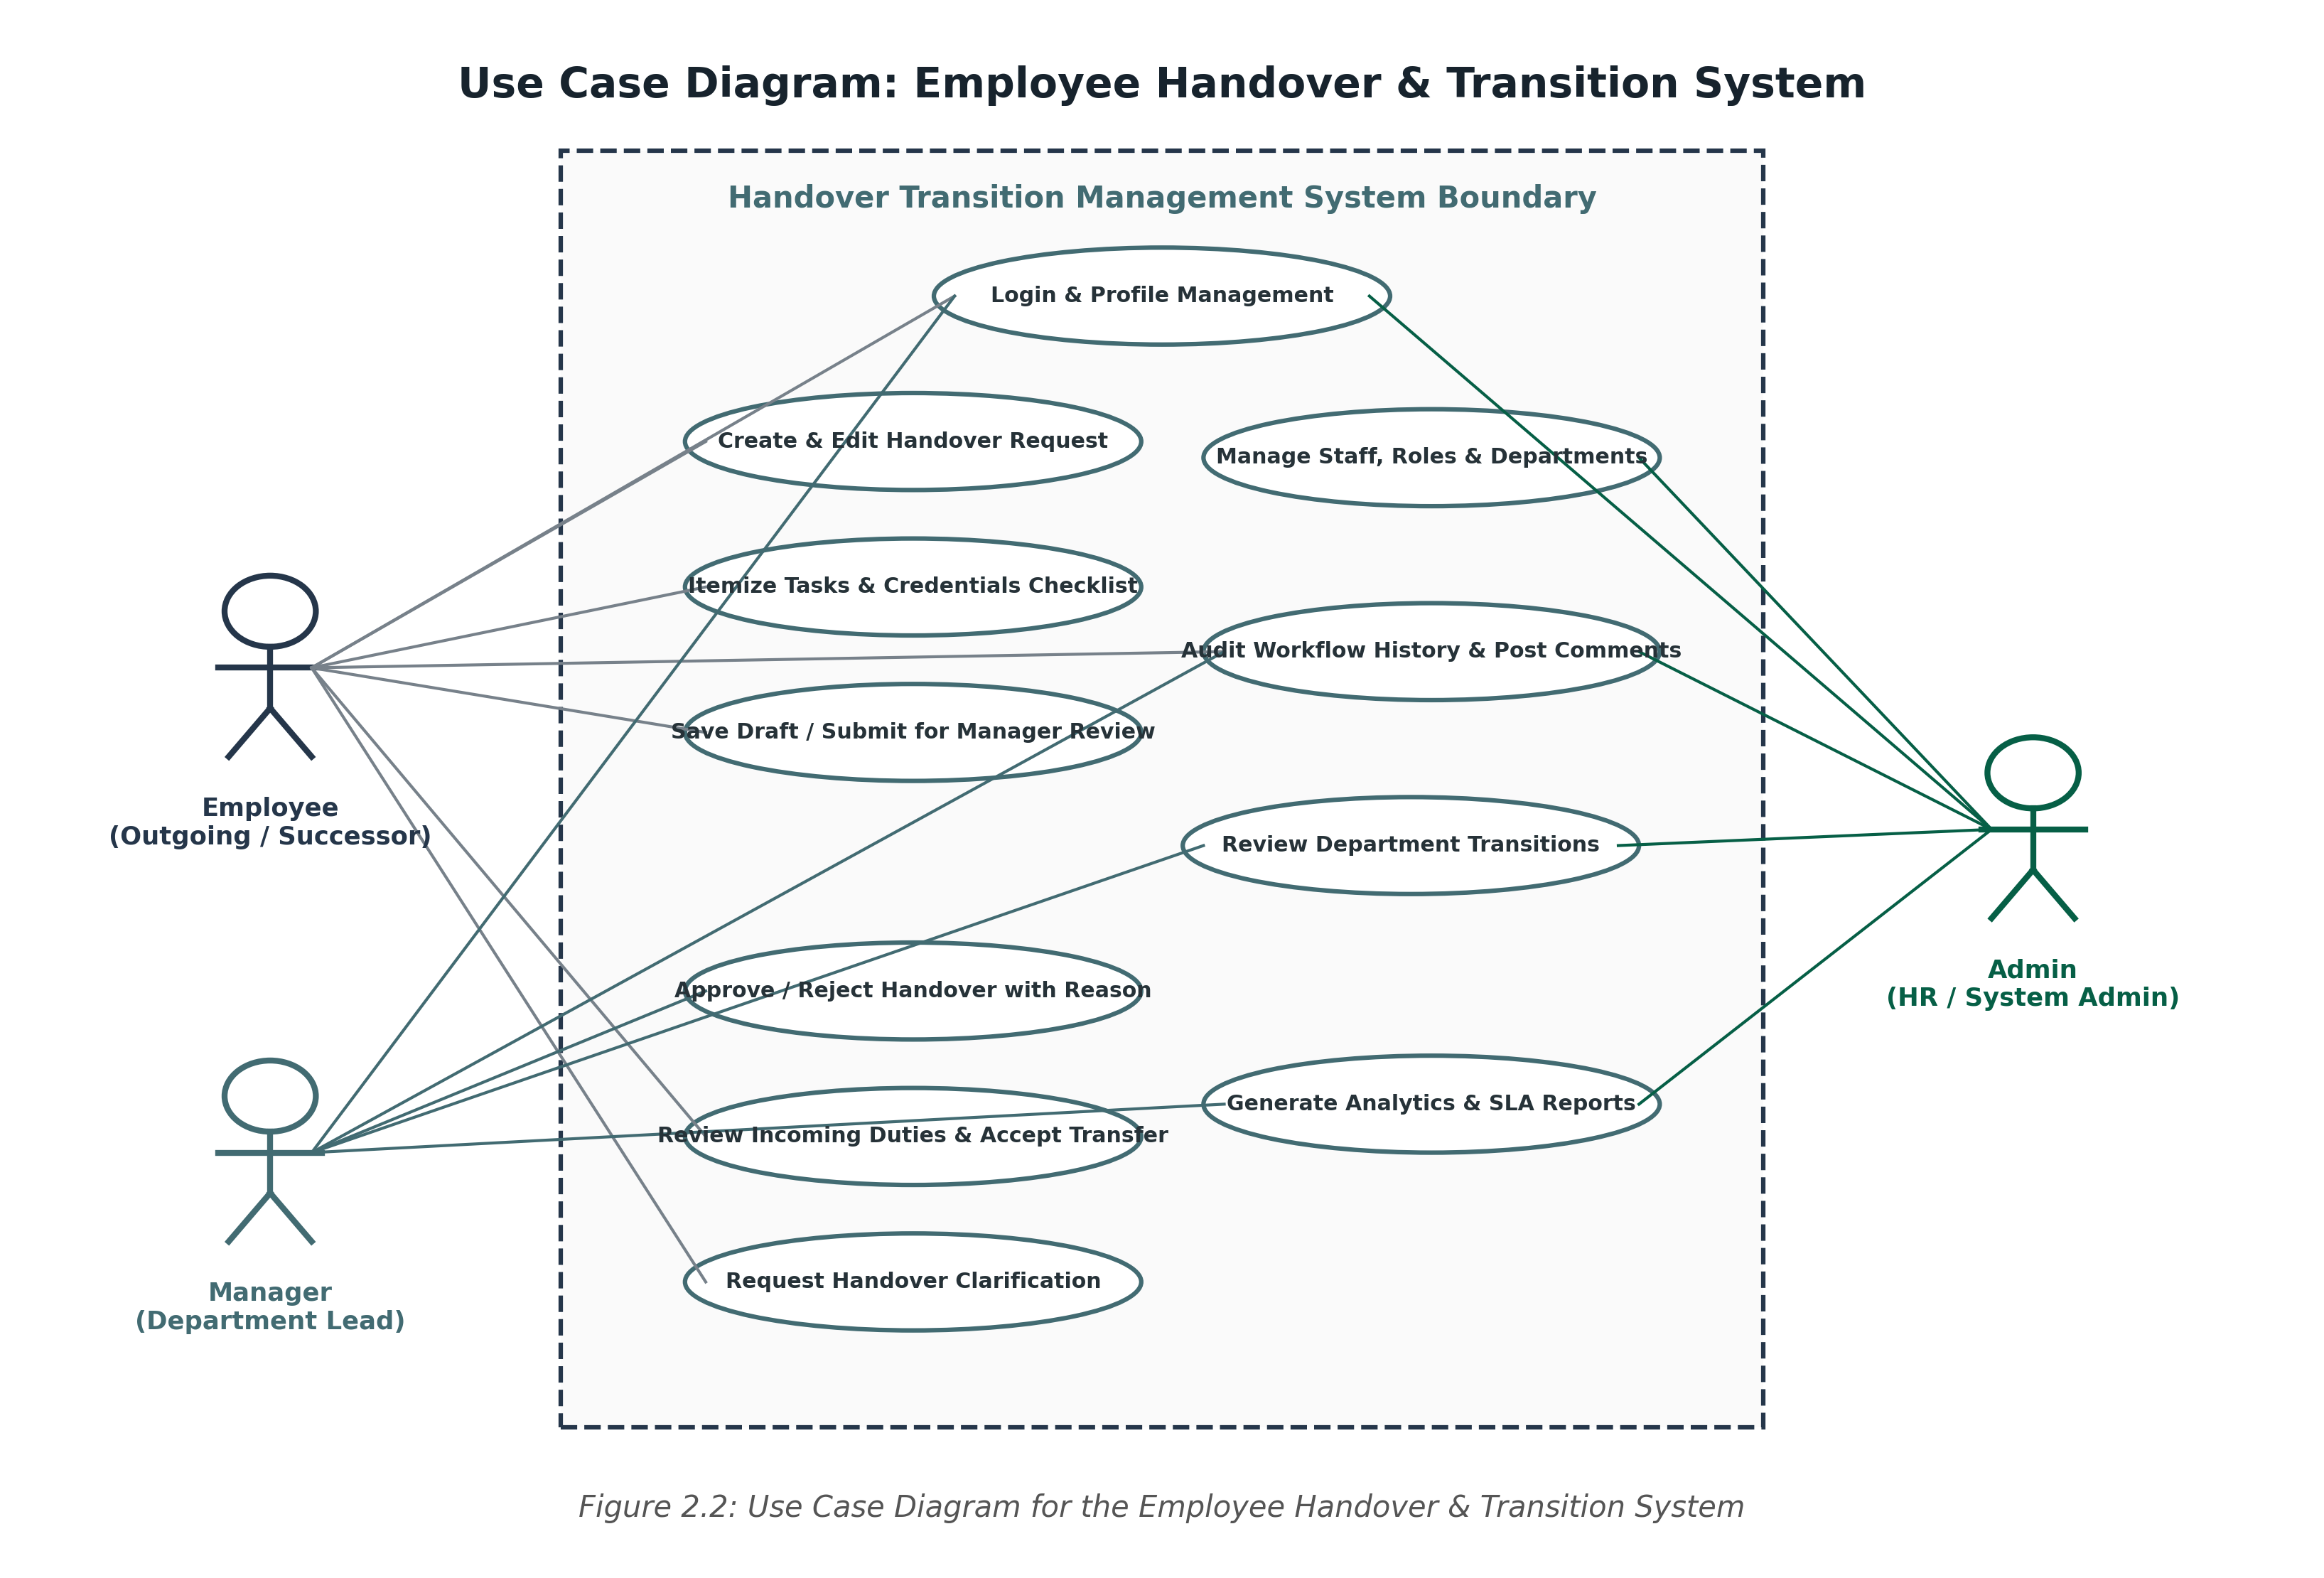 Use Case Diagram: Employee Handover & Transition System
Handover Transition Management System Boundary
Login & Profile Management
Create & Edit Handover Request
Manage Staff, Roles & Departments
Itemize Tasks & Credentials Checklist
Audit Workflow History & Post Comments
Save Draft / Submit for Manager Review
Employee
(Outgoing / Successor)
Review Department Transitions
Admin
(HR / System Admin)
Approve / Reject Handover with Reason
Generate Analytics & SLA Reports
Review Incoming Duties & Accept Transfer
Request Handover Clarification
Manager
(Department Lead)
Figure 2.2: Use Case Diagram for the Employee Handover & Transition System